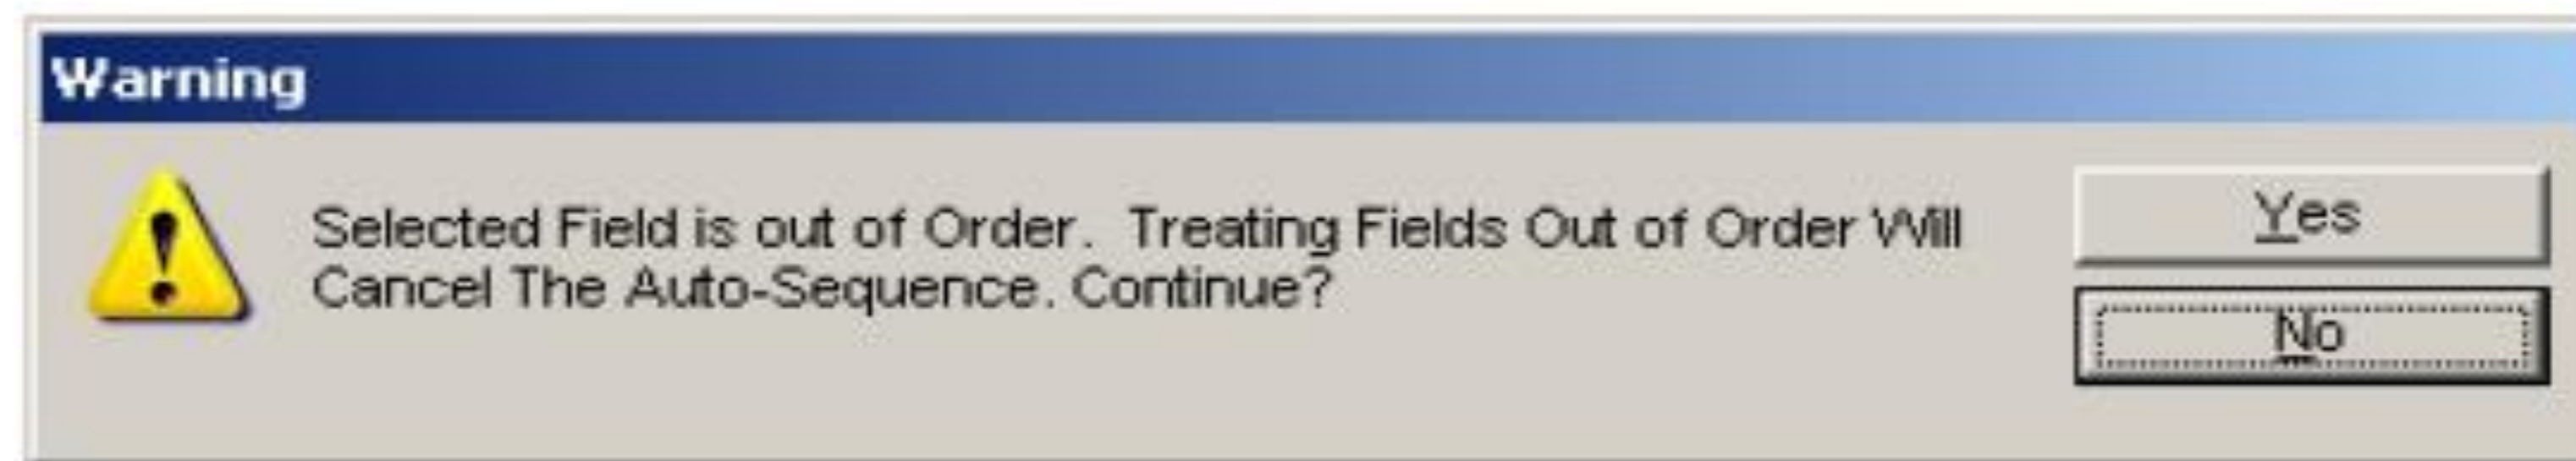 Warning
Selected Field is out of Order.  Treating Fields Out of Order Will
Cancel The Auto-Sequence. Continue?
Yes
No